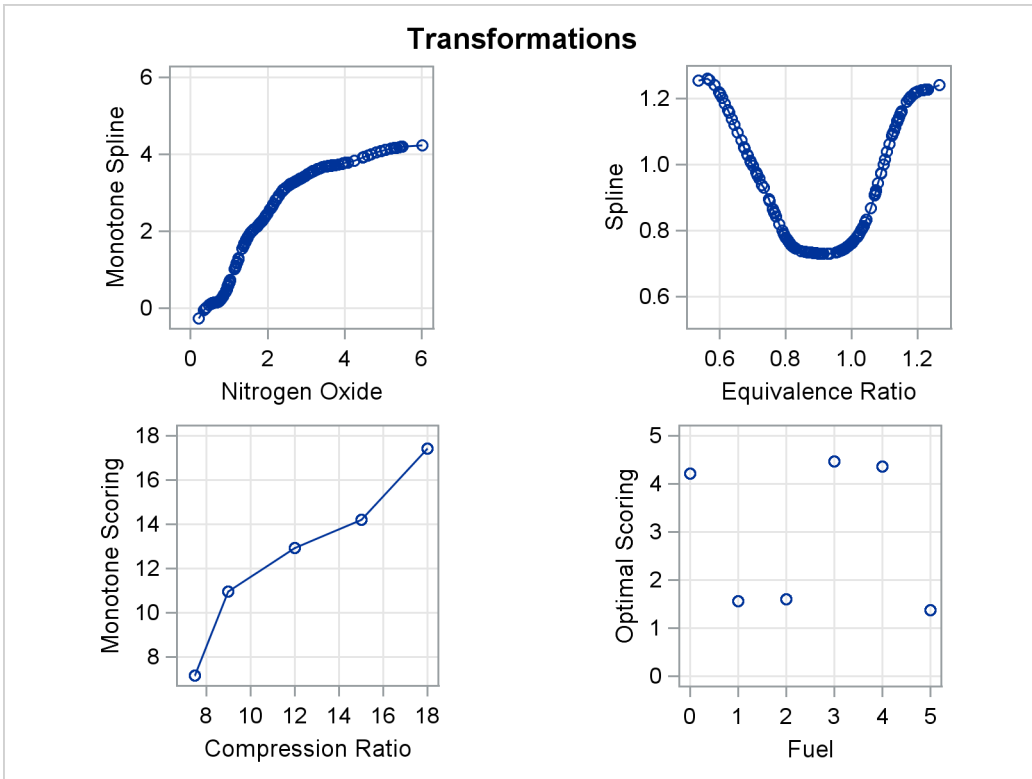 Transformations
Monotone Spline
6
4
2
0
0 2 4 6
Nitrogen Oxide
Spline
1.2
1.0
0.8
0.6
0.6 0.8 1.0 1.2
Equivalence Ratio
Monotone Scoring
18
16
14
12
10
8
8 10 12 14 16 18
Compression Ratio
Optimal Scoring
5
4
3
2
1
0
0 1 2 3 4 5
Fuel